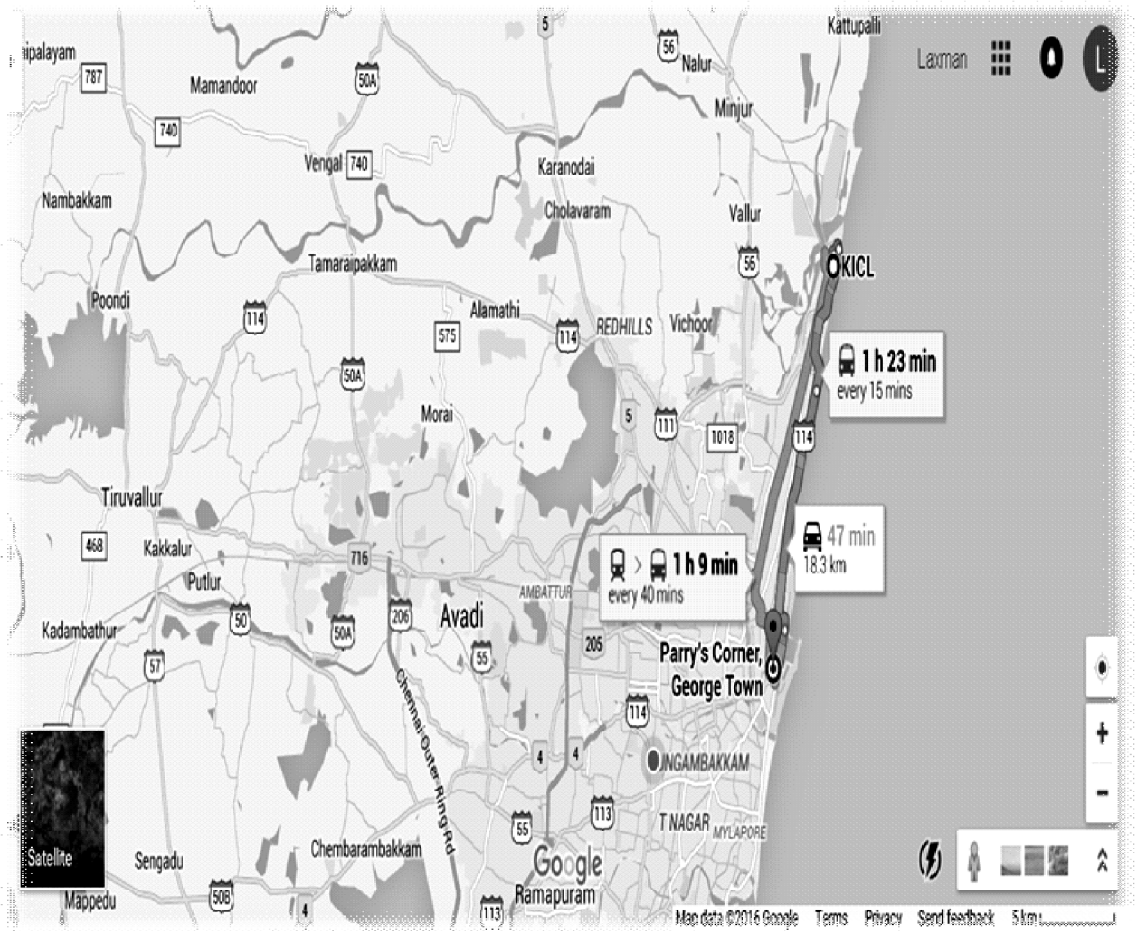 Kattupalli
5
56
Laxman
L
ipalayam
787
Mamandoor
50A
Nalur
Minjur
740
Vengal
740
Karanodai
Nambakkam
Cholavaram
Vallur
Tamaraipakkam
56
KICL
Poondi
114
Alamathi
575
114
REDHILLS
Vichoor
1 h 23 min
every 15 mins
50A
Morai
5
111
1018
114
Tiruvallur
468
Kakkalur
716
47 min
18.3 km
1 h 9 min
every 40 mins
Putlur
AMBATTUR
50
206
Avadi
Kadambathur
50A
205
57
55
Parry's Corner,
George Town
Chennai Outer Ring Rd
114
4
4
UNGAMBAKKAM
113
55
T NAGAR
MYLAPORE
Satellite
Sengadu
Chembarambakkam
Google
Ramapuram
Mappedu
50B
4
113
Map data ©2016 Google
Terms
Privacy
Send feedback
5 km